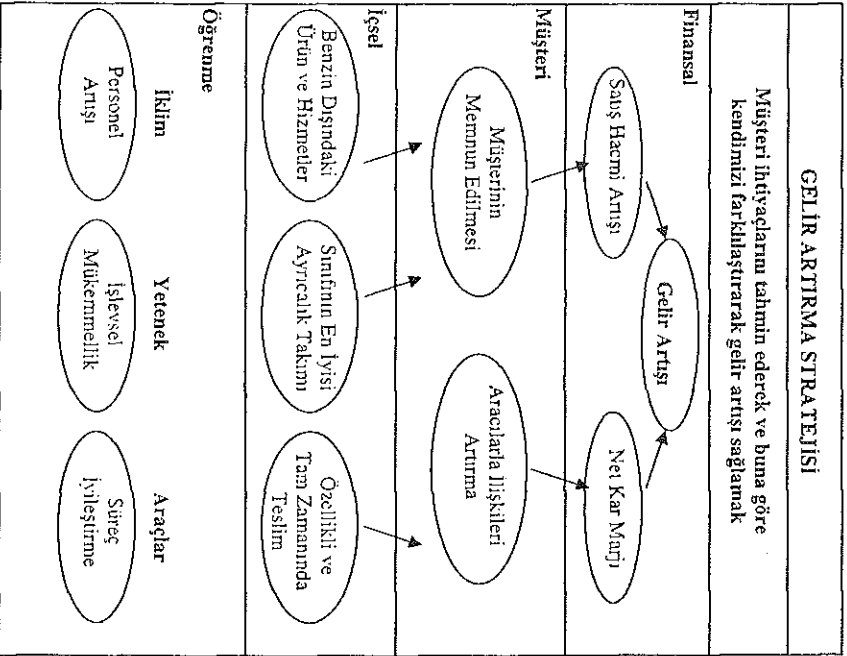 GELİR ARTIRMA STRATEJİSİ
Müşteri ihtiyaçlarını tahmin ederek ve buna göre
kendimizi farklılaştırarak gelir artışı sağlamak
Finansal
Gelir Artışı
Satış Hacmi Artışı
Net Kar Marjı
Müşteri
Müşterinin
Memnun Edilmesi
Aracılarla İlişkileri
Artırma
İçsel
Benzin Dışındaki
Ürün ve Hizmetler
Sınıfının En İyisi
Ayrıcalık Takımı
Özellikli ve
Tam Zamanında
Teslim
Öğrenme
İklim
Yetenek
Araçlar
Personel
Artışı
İşlevsel
Mükemmellik
Süreç
İyileştirme